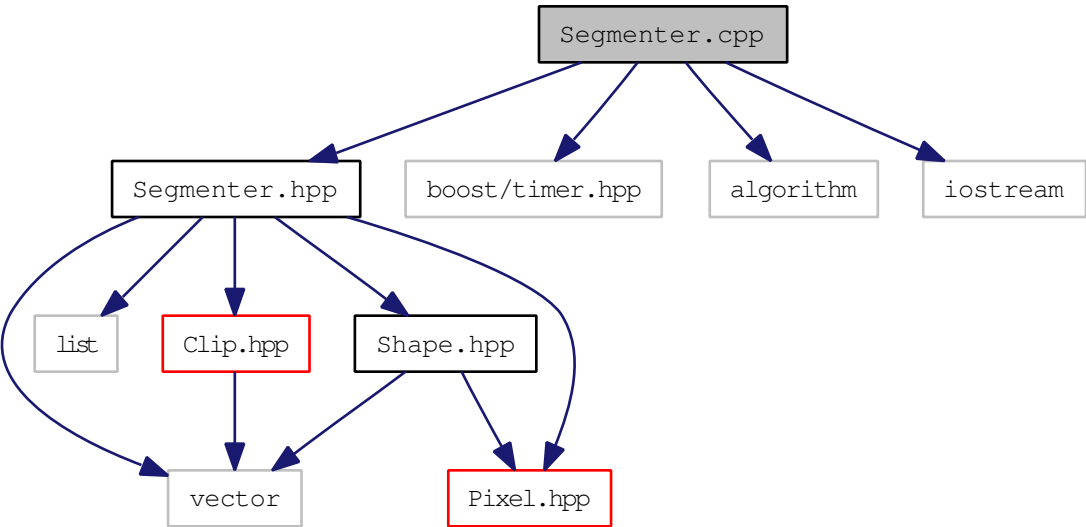 Segmenter.cpp
Segmenter.hpp
boost/timer.hpp
algorithm
iostream
list
Clip.hpp
Shape.hpp
vector
Pixel.hpp